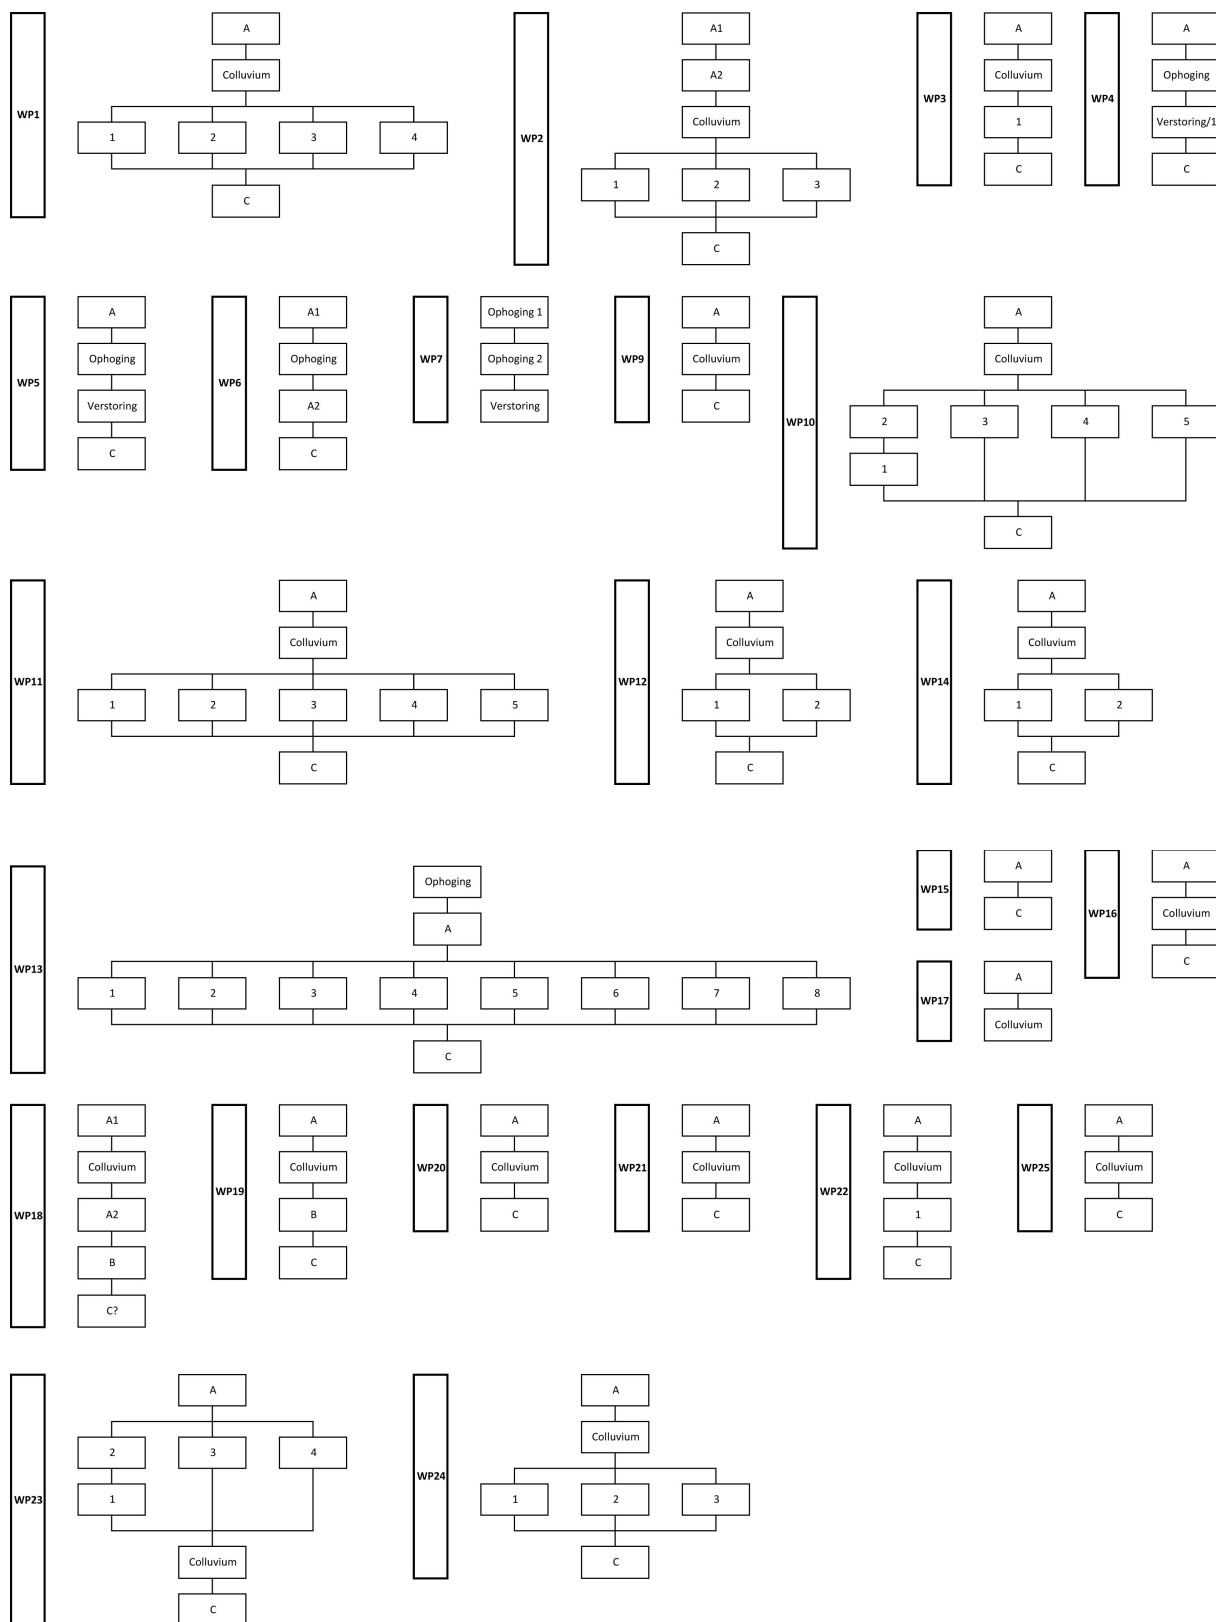 WP1
A
Colluvium
1 2 3 4
C
WP2
A1
A2
Colluvium
1 2 3
C
WP3
A
Colluvium
1
C
WP4
A
Ophoging
Verstoring/1
C
WP5
A
Ophoging
Verstoring
C
WP6
A1
Ophoging
A2
C
WP7
Ophoging 1
Ophoging 2
Verstoring
WP9
A
Colluvium
C
WP10
A
Colluvium
2 3 4 5
1
C
WP11
A
Colluvium
1 2 3 4 5
C
WP12
A
Colluvium
1 2
C
WP14
A
Colluvium
1 2
C
WP13
Ophoging
A
1 2 3 4 5 6 7 8
C
WP15
A
C
WP16
A
Colluvium
C
WP17
A
Colluvium
WP18
A1
Colluvium
A2
B
C?
WP19
A
Colluvium
B
C
WP20
A
Colluvium
C
WP21
A
Colluvium
C
WP22
A
Colluvium
1
C
WP25
A
Colluvium
C
WP23
A
2 3 4
1
Colluvium
C
WP24
A
Colluvium
1 2 3
C